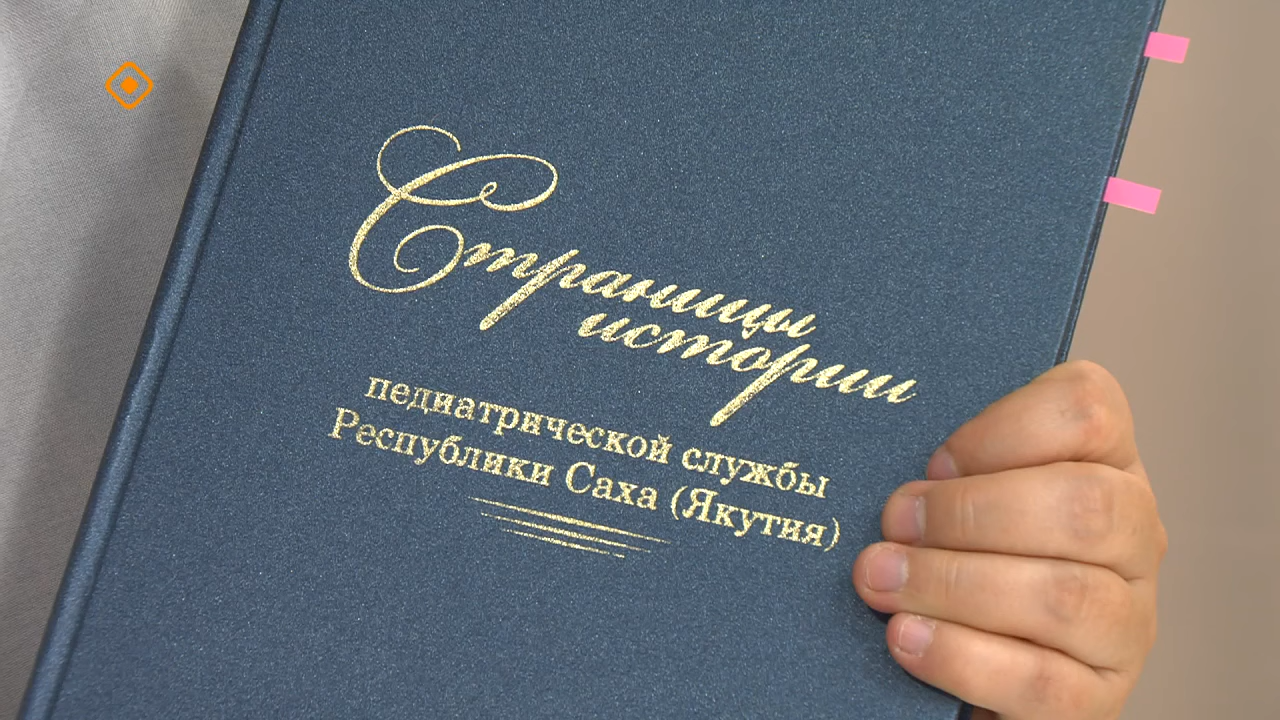 Страницы
истории
педиатрической службы
Республики Саха (Якутия)